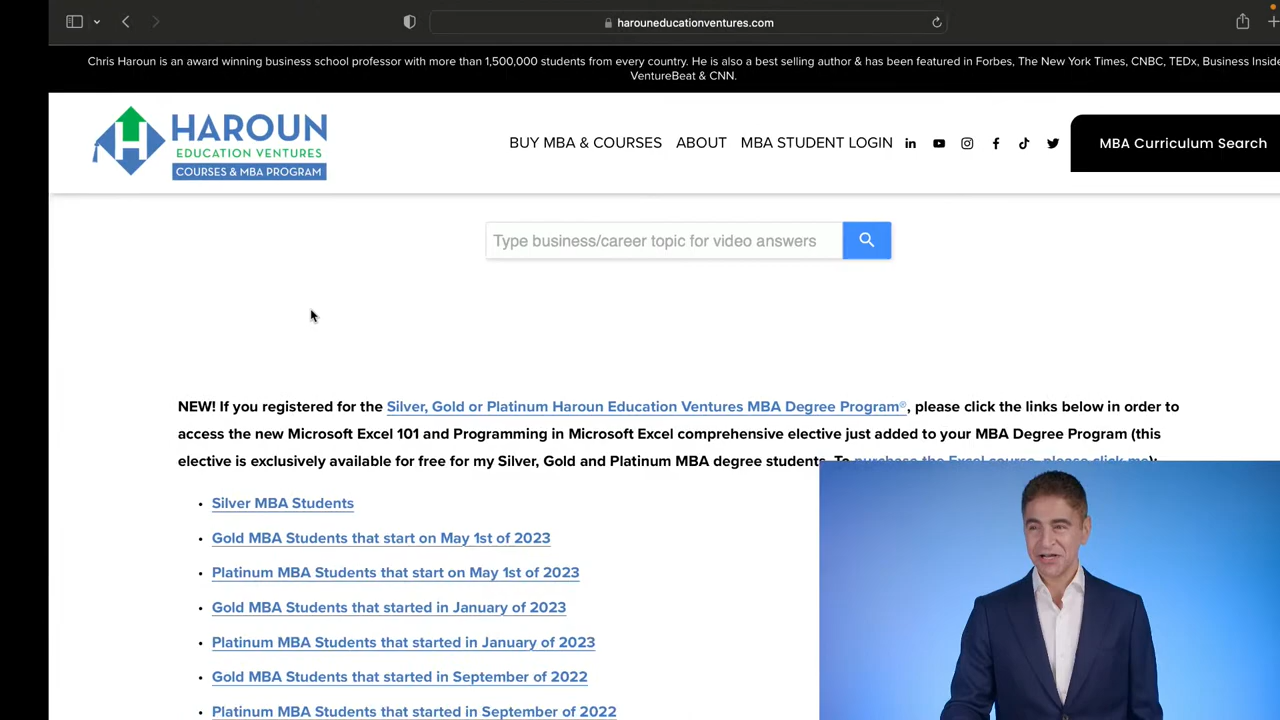 harouneducationventures.com
Chris Haroun is an award winning business school professor with more than 1,500,000 students from every country. He is also a best selling author & has been featured in Forbes, The New York Times, CNBC, TEDx, Business Inside
VentureBeat & CNN.
HAROUN
EDUCATION VENTURES
COURSES & MBA PROGRAM
BUY MBA & COURSES ABOUT MBA STUDENT LOGIN
MBA Curriculum Search
Type business/career topic for video answers
NEW! If you registered for the Silver, Gold or Platinum Haroun Education Ventures MBA Degree Program®, please click the links below in order to
access the new Microsoft Excel 101 and Programming in Microsoft Excel comprehensive elective just added to your MBA Degree Program (this
elective is exclusively available for free for my Silver, Gold and Platinum MBA degree students. To purchase the Excel course, please click me):
• Silver MBA Students
• Gold MBA Students that start on May 1st of 2023
• Platinum MBA Students that start on May 1st of 2023
• Gold MBA Students that started in January of 2023
• Platinum MBA Students that started in January of 2023
• Gold MBA Students that started in September of 2022
• Platinum MBA Students that started in September of 2022